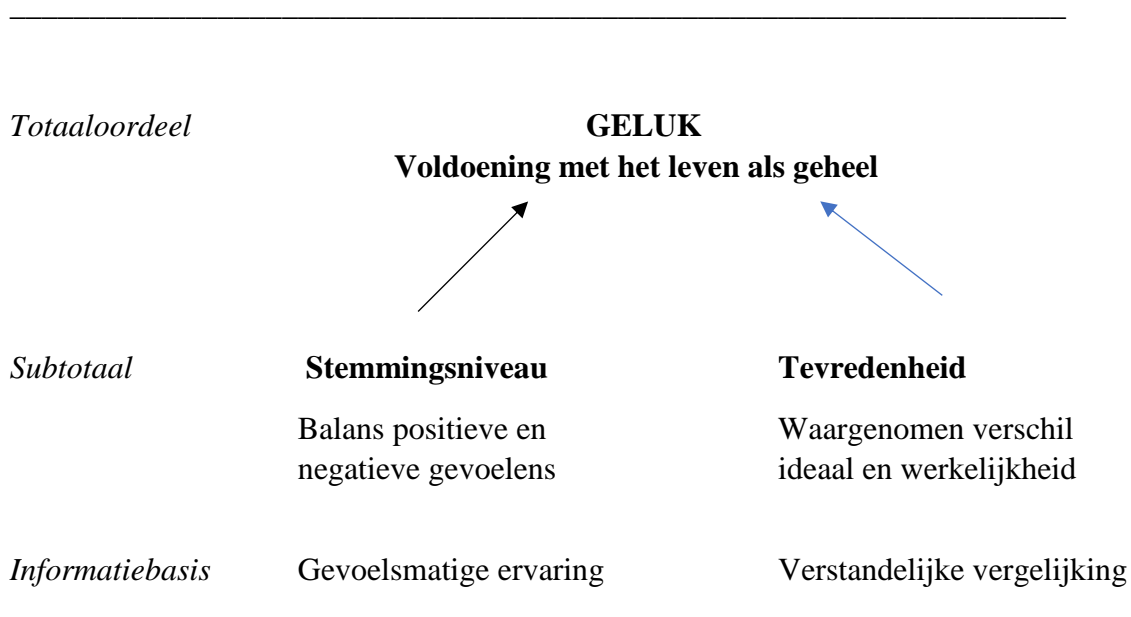 Totaaloordeel GELUK
Voldoening met het leven als geheel
Subtotaal Stemmingsniveau Tevredenheid
Balans positieve en Waargenomen verschil
negatieve gevoelens ideaal en werkelijkheid
Informatiebasis Gevoelsmatige ervaring Verstandelijke vergelijking